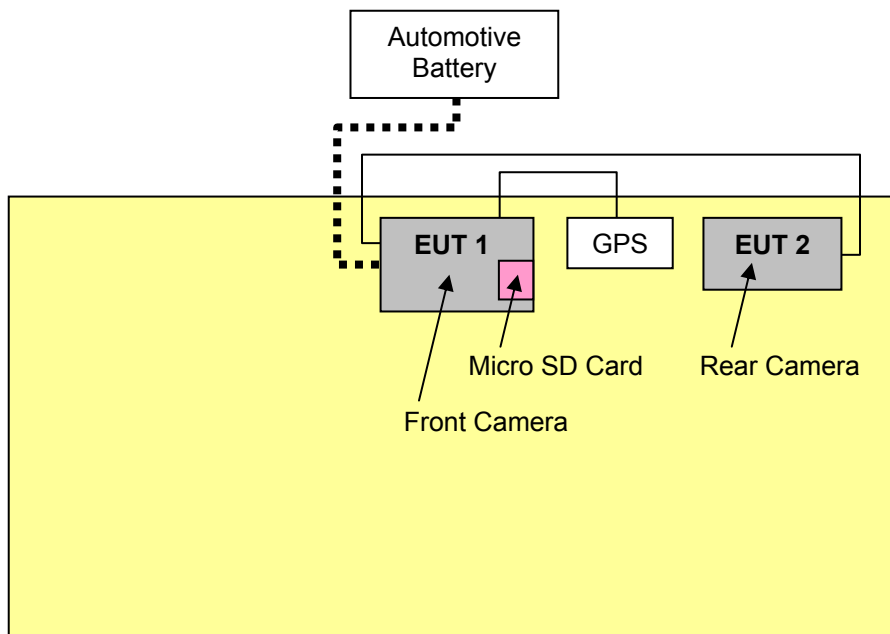 Automotive
Battery
EUT 1
GPS
EUT 2
Micro SD Card
Rear Camera
Front Camera